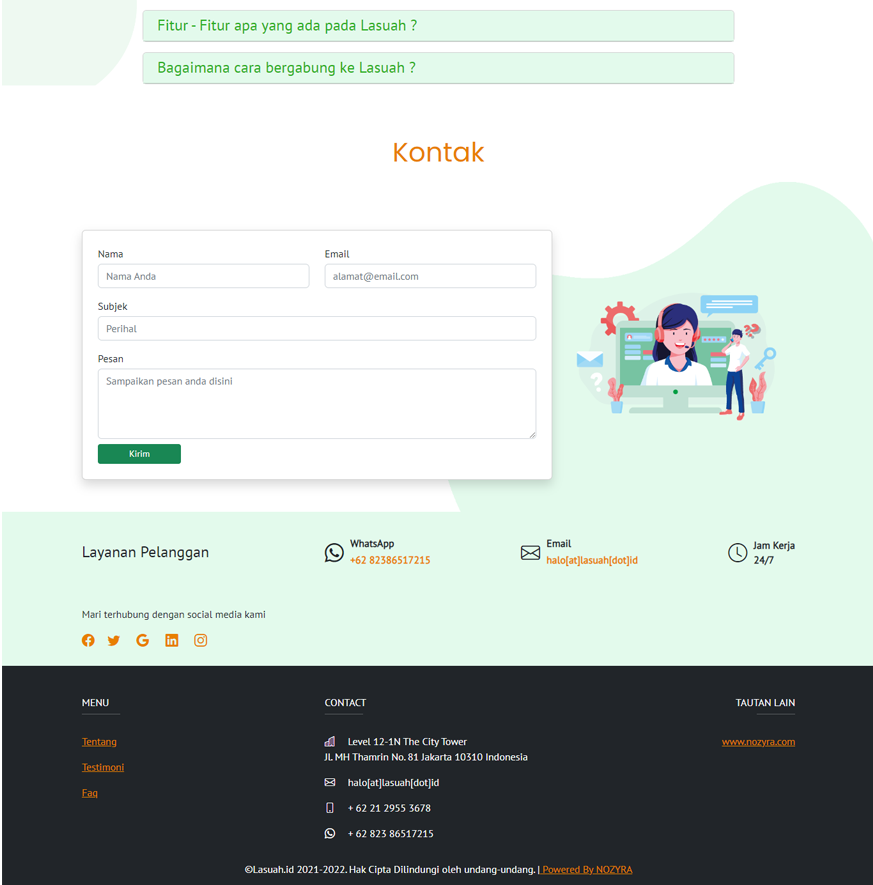 Fitur - Fitur apa yang ada pada Lasuah ?
Bagaimana cara bergabung ke Lasuah ?
Kontak
Nama
Email
Nama Anda
alamat@email.com
Subjek
Perihal
Pesan
Sampaikan pesan anda disini
Kirim
Layanan Pelanggan
WhatsApp
+62 82386517215
Email
halo[at]lasuah[dot]id
Jam Kerja
24/7
Mari terhubung dengan social media kami
MENU
Tentang
Testimoni
Faq
CONTACT
Level 12-1N The City Tower
Jl. MH Thamrin No. 81 Jakarta 10310 Indonesia
halo[at]lasuah[dot]id
+ 62 21 2955 3678
+ 62 823 86517215
TAUTAN LAIN
www.nozyra.com
©Lasuah.id 2021-2022. Hak Cipta Dilindungi oleh undang-undang. | Powered By NOZYRA